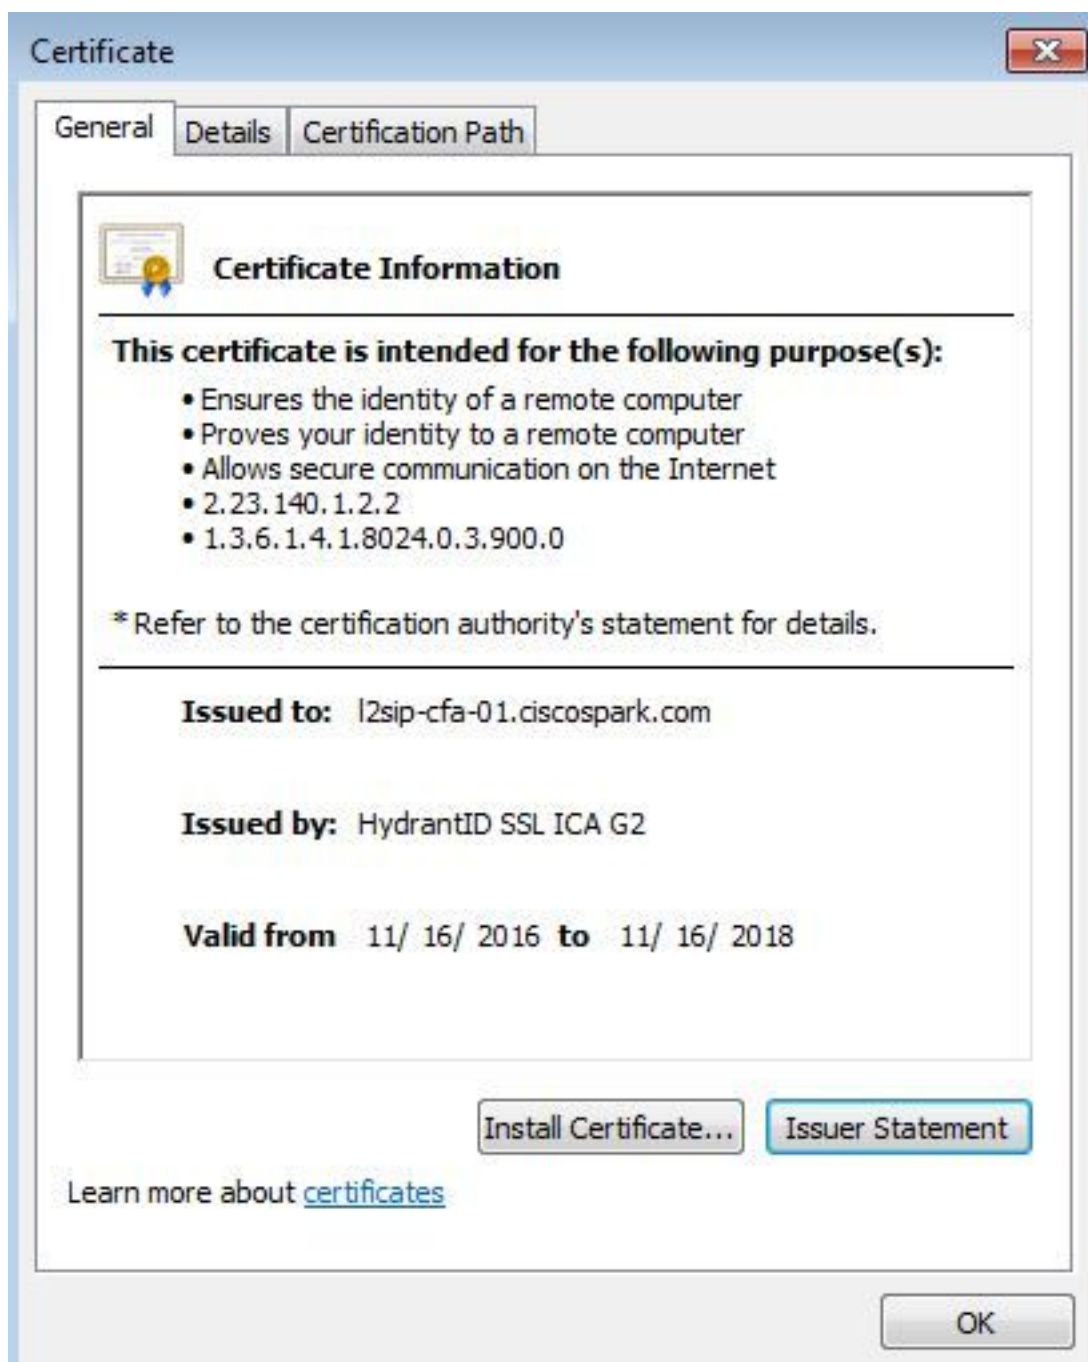 Certificate
General Details Certification Path
Certificate Information
This certificate is intended for the following purpose(s):
• Ensures the identity of a remote computer
• Proves your identity to a remote computer
• Allows secure communication on the Internet
• 2.23.140.1.2.2
• 1.3.6.1.4.1.8024.0.3.900.0
* Refer to the certification authority's statement for details.
Issued to: l2sip-cfa-01.ciscospark.com
Issued by: HydrantID SSL ICA G2
Valid from 11/ 16/ 2016 to 11/ 16/ 2018
Install Certificate... Issuer Statement
Learn more about certificates
OK